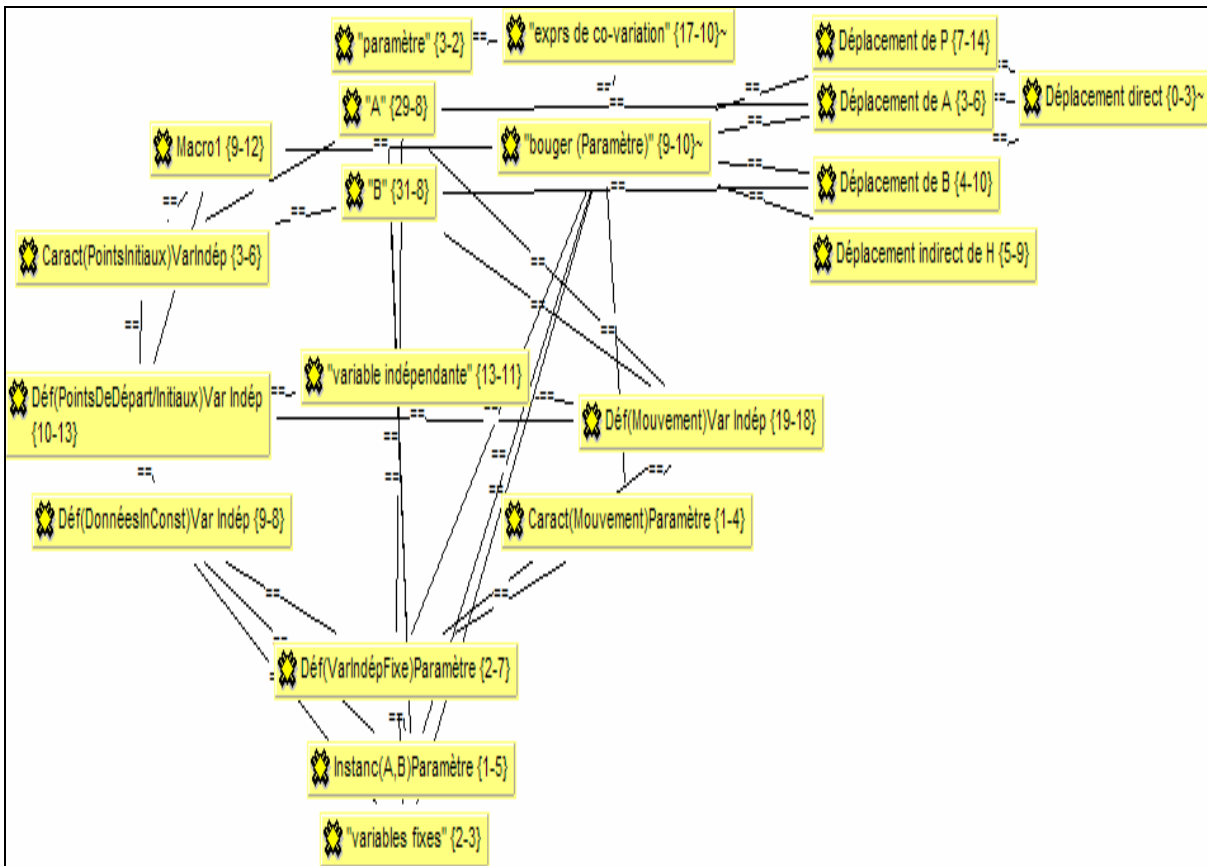 "paramètre" {3-2}
"exprs de co-variation" {17-10}~
Déplacement de P {7-14}
"A" {29-8}
Déplacement de A {3-6}
Déplacement direct {0-3}~
Macro1 {9-12}
"bouger (Paramètre)" {9-10}~
"B" {31-8}
Déplacement de B {4-10}
Caract(PointsInitiaux)VarIndép {3-6}
Déplacement indirect de H {5-9}
"variable indépendante" {13-11}
Déf(PointsDeDépart/Initiaux)Var Indép
{10-13}
Déf(Mouvement)Var Indép {19-18}
Déf(DonnéesInConst)Var Indép {9-8}
Caract(Mouvement)Paramètre {1-4}
Déf(VarIndépFixe)Paramètre {2-7}
Instanc(A,B)Paramètre {1-5}
"variables fixes" {2-3}